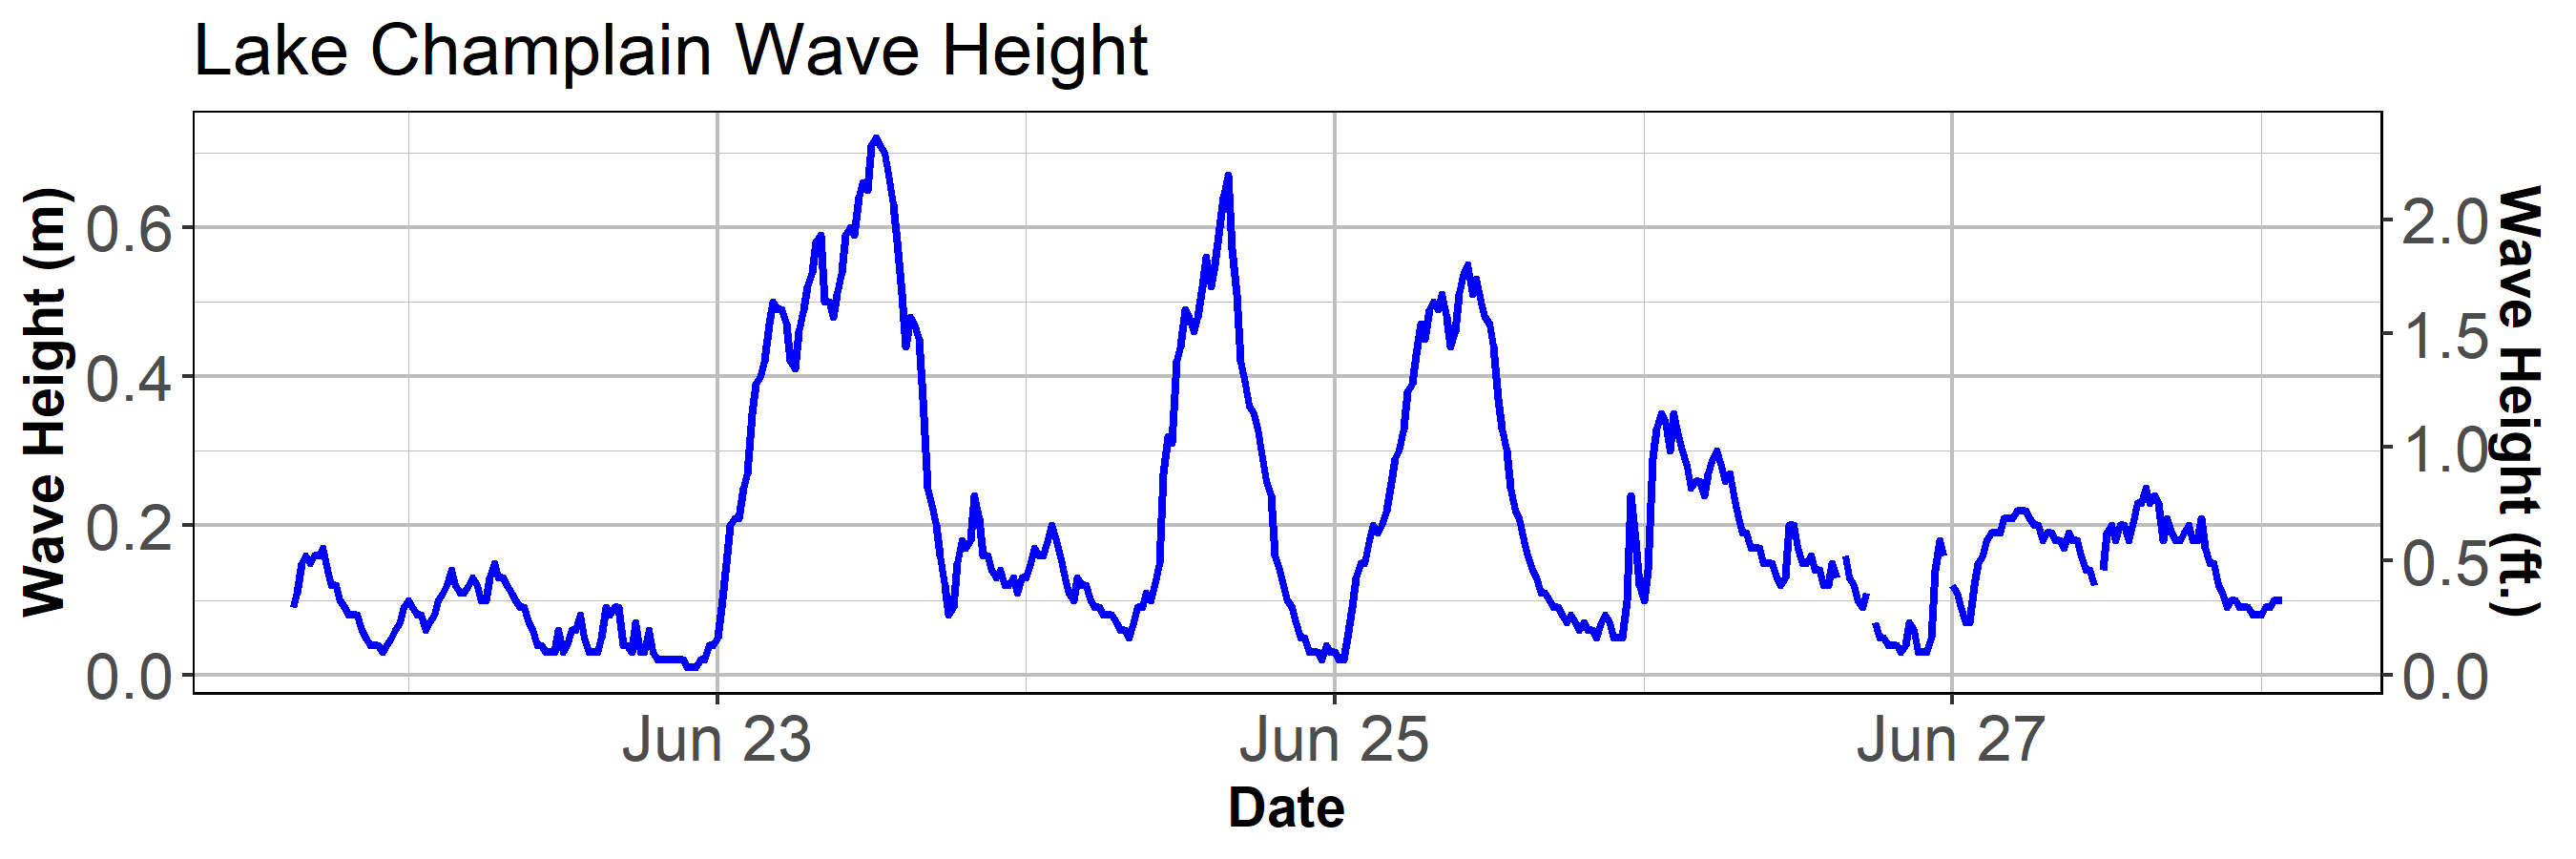 Lake Champlain Wave Height
Wave Height (m)
0.6
0.4
0.2
0.0
2.0
1.5
1.0
0.5
0.0
Wave Height (ft.)
Jun 23
Jun 25
Jun 27
Date